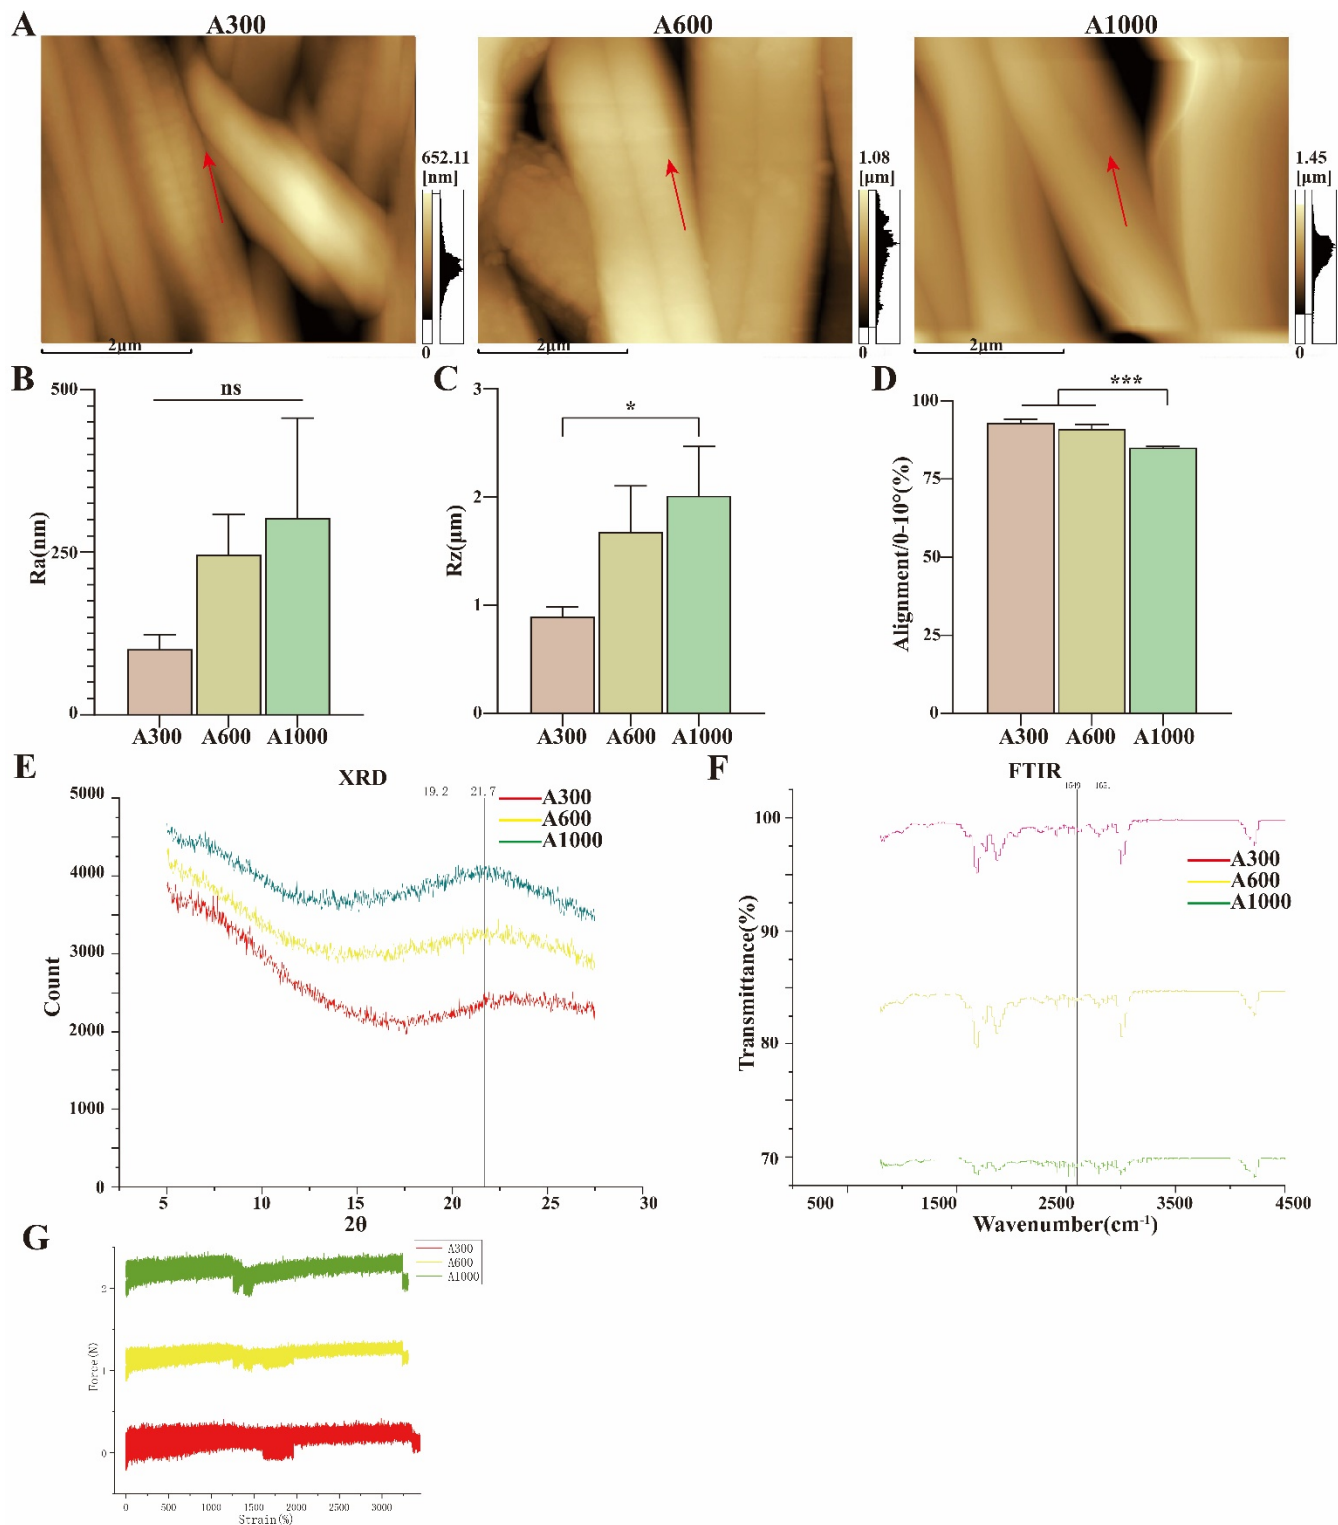 A
A300
A600
A1000
652.11
[nm]
0
2μm
1.08
[μm]
0
2μm
1.45
[μm]
0
2μm
B
500
250
0
Ra(nm)
ns
A300
A600
A1000
C
3
2
1
0
Rz(μm)
*
A300
A600
A1000
D
100
75
50
25
0
Alignment/0-10°(%)
***
A300
A600
A1000
E
XRD
19.2
21.7
A300
A600
A1000
5000
4000
3000
2000
1000
0
Count
5
10
15
20
25
30
2θ
F
FTIR
A300
A600
A1000
100
90
80
70
Transmittance(%)
500
1500
2500
3500
4500
Wavenumber(cm⁻¹)
G
A300
A600
A1000
2
1
0
Force(N)
0
500
1000
1500
2000
2500
3000
Strain(%)